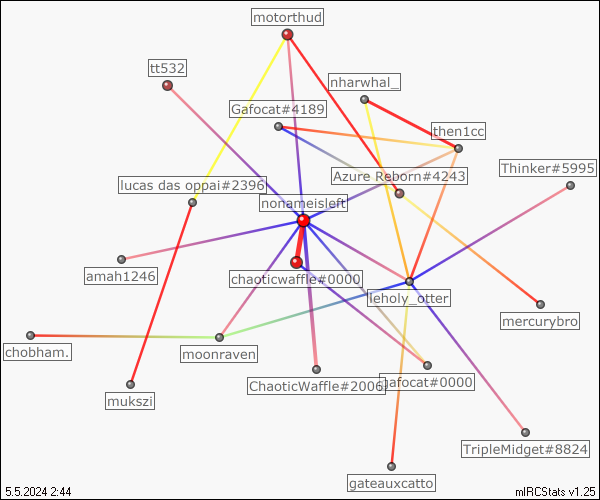 motorthud
tt532
nharwhal_
Gafocat#4189
then1cc
Thinker#5995
Azure Reborn#4243
lucas das oppai#2396
nonameisleft
amah1246
chaoticwaffle#0000
leholy_otter
mercurybro
chobham.
moonraven
ChaoticWaffle#2006
gafocat#0000
mukszi
TripleMidget#8824
gateauxcatto
5.5.2024 2:44
mIRCStats v1.25